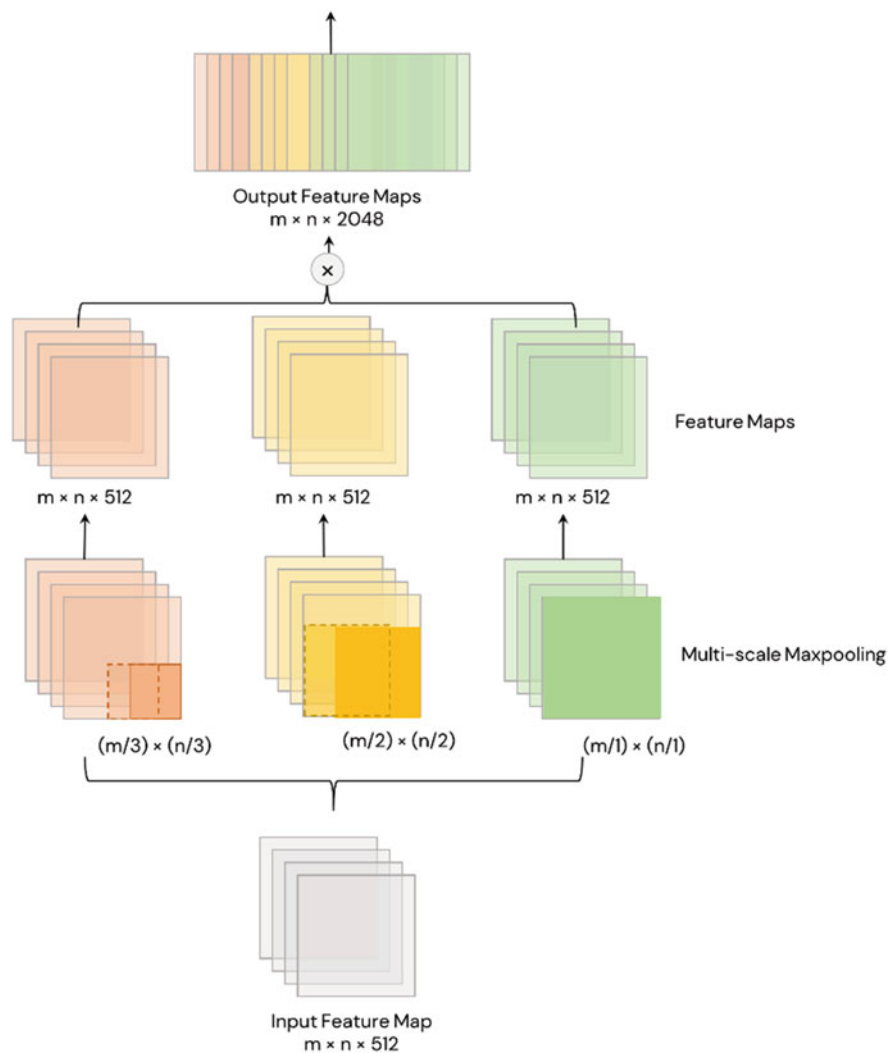 Output Feature Maps
m × n × 2048
×
Feature Maps
m × n × 512
m × n × 512
m × n × 512
Multi-scale Maxpooling
(m/3) × (n/3)
(m/2) × (n/2)
(m/1) × (n/1)
Input Feature Map
m × n × 512